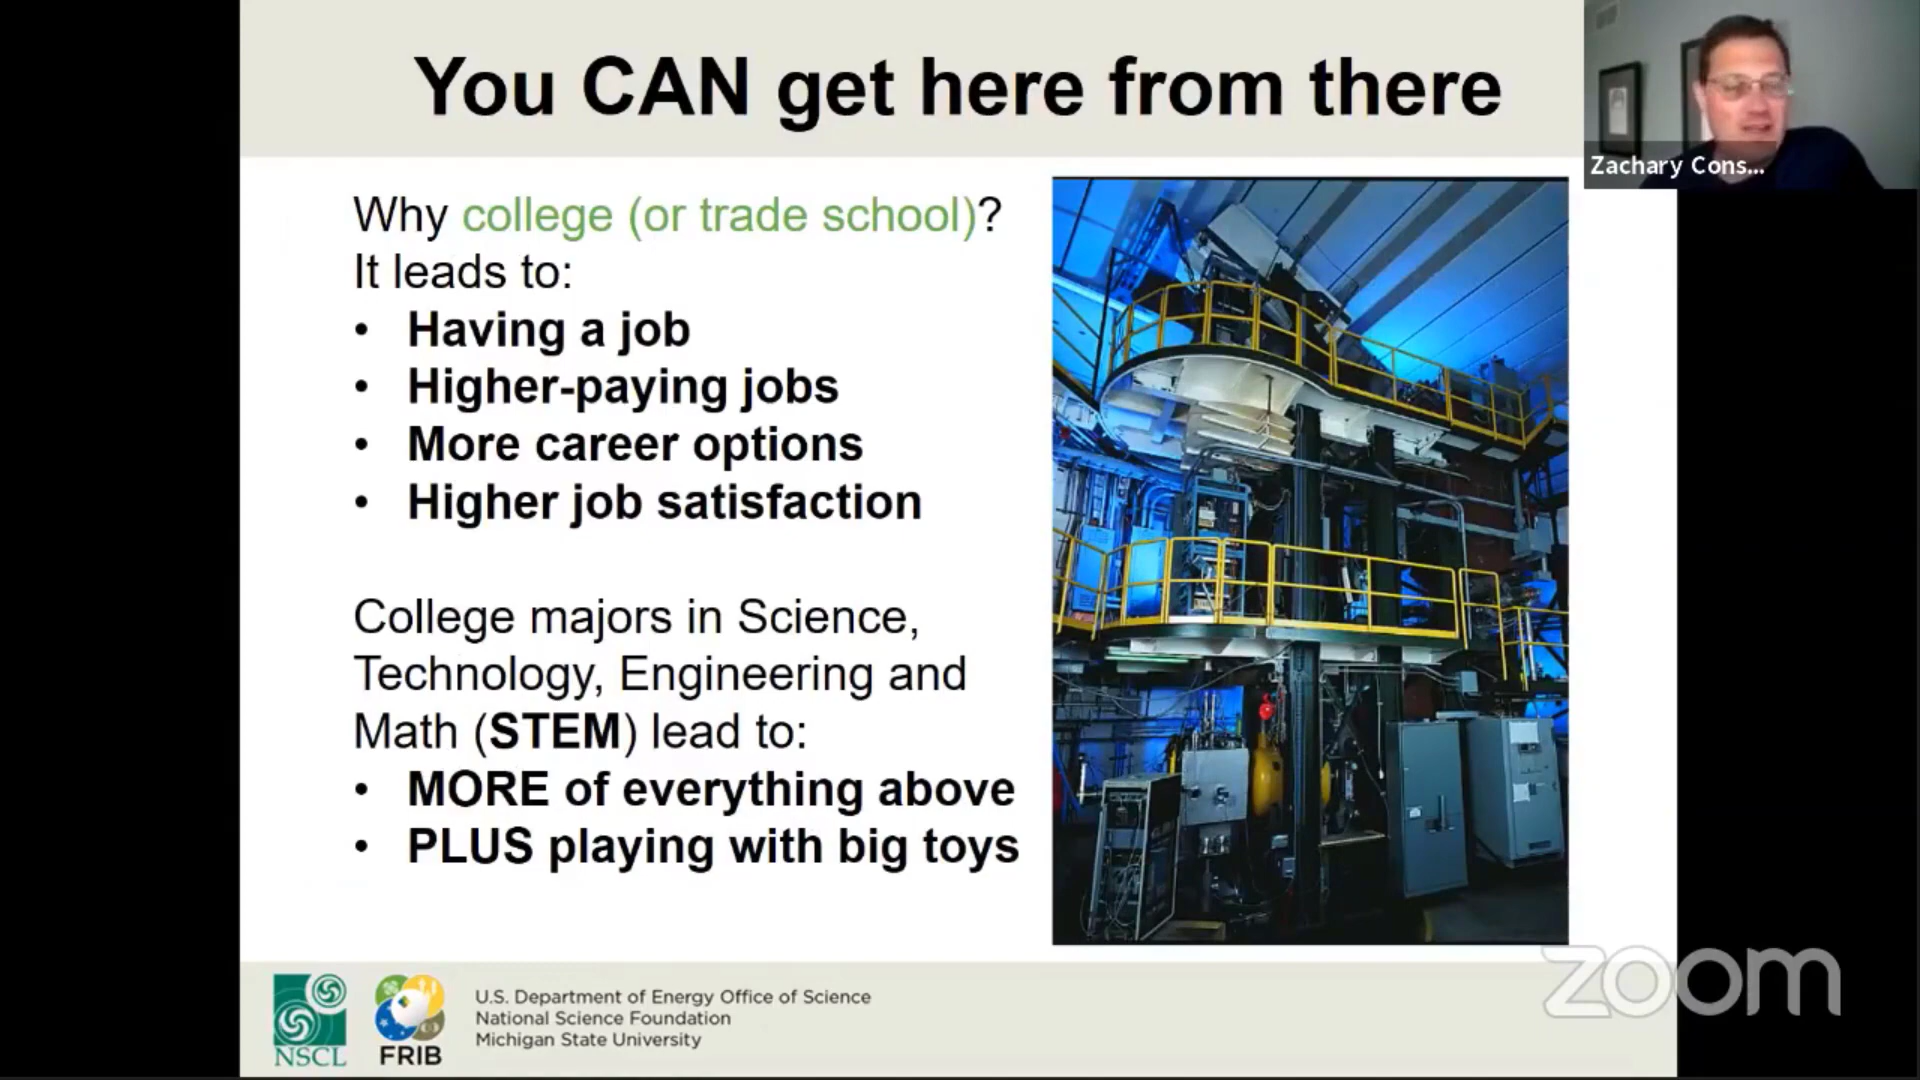 You CAN get here from there
Zachary Cons...
Why college (or trade school)?
It leads to:
• Having a job
• Higher-paying jobs
• More career options
• Higher job satisfaction
College majors in Science,
Technology, Engineering and
Math (STEM) lead to:
• MORE of everything above
• PLUS playing with big toys
NSCL
FRIB
U.S. Department of Energy Office of Science
National Science Foundation
Michigan State University
zoom